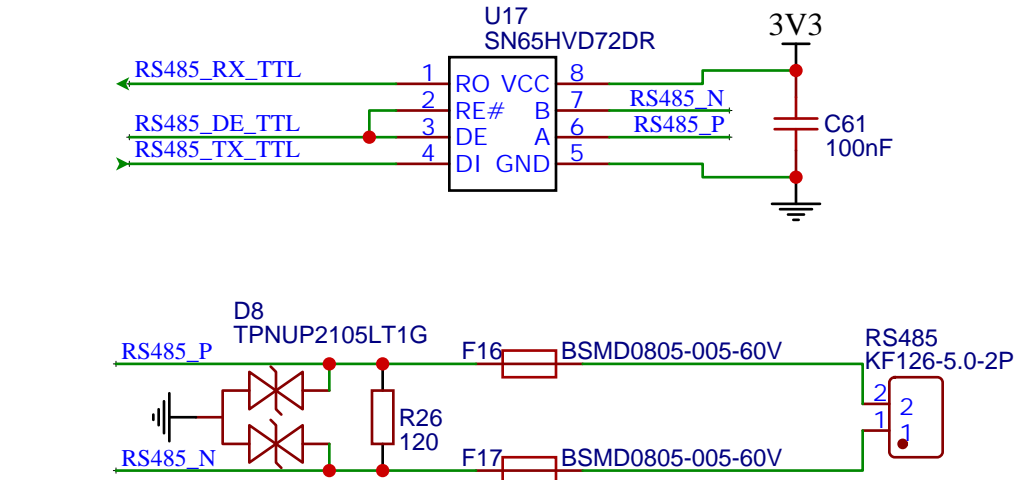 U17
SN65HVD72DR
3V3
RS485_RX_TTL
1
RO VCC
8
2
RE#
B
7
RS485_N
RS485_DE_TTL
3
DE
A
6
RS485_P
RS485_TX_TTL
4
DI GND
5
C61
100nF
D8
TPNUP2105LT1G
RS485_P
F16
BSMD0805-005-60V
RS485
KF126-5.0-2P
2
2
1
1
R26
120
RS485_N
F17
BSMD0805-005-60V